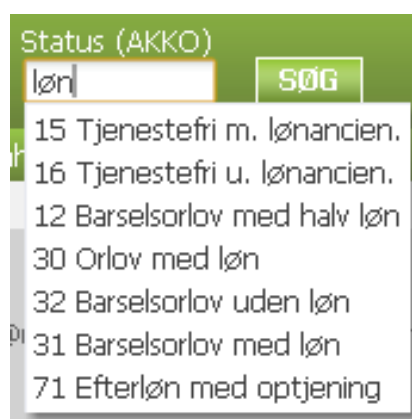 Status (AKKO)
løn
SØG
15 Tjenestefri m. lønancien.
16 Tjenestefri u. lønancien.
12 Barselsorlov med halv løn
30 Orlov med løn
32 Barselsorlov uden løn
31 Barselsorlov med løn
71 Efterløn med optjening